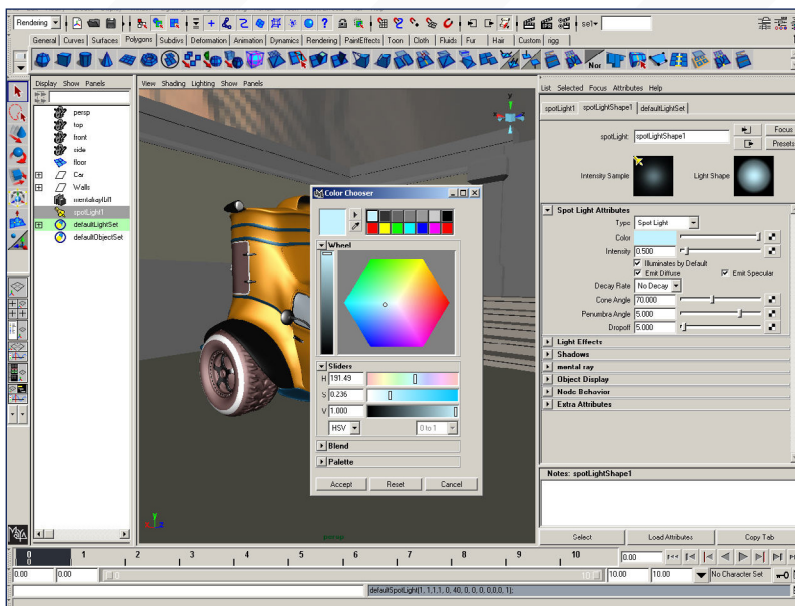 Rendering
sel▾
General Curves Surfaces Polygons Subdivs Deformation Animation Dynamics Rendering PaintEffects Toon Cloth Fluids Fur Hair Custom rigg
Nor
Display Show Panels
View Shading Lighting Show Panels
List Selected Focus Attributes Help
persp
top
front
side
floor
Car
Walls
mentalrayLib1
spotLight1
defaultLightSet
defaultObjectSet
y
spotLight1 spotLightShape1 defaultLightSet
spotLight: spotLightShape1
Focus
Presets
Intensity Sample
Light Shape
Spot Light Attributes
Type Spot Light
Color
Intensity 0.500
Illuminates by Default
Emit Diffuse Emit Specular
Decay Rate No Decay
Cone Angle 70.000
Penumbra Angle 5.000
Dropoff 5.000
Light Effects
Shadows
mental ray
Object Display
Node Behavior
Extra Attributes
Notes: spotLightShape1
Select Load Attributes Copy Tab
Color Chooser
Wheel
Sliders
H 191.49
S 0.236
V 1.000
HSV 0 to 1
Blend
Palette
Accept Reset Cancel
y
z
persp
0 1 2 3 4 5 6 7 8 9 10
0
0.00
0.00 0.00 0 10 10.00 10.00 No Character Set
defaultSpotLight(1, 1,1,1, 0, 40, 0, 0, 0, 0,0,0, 1);